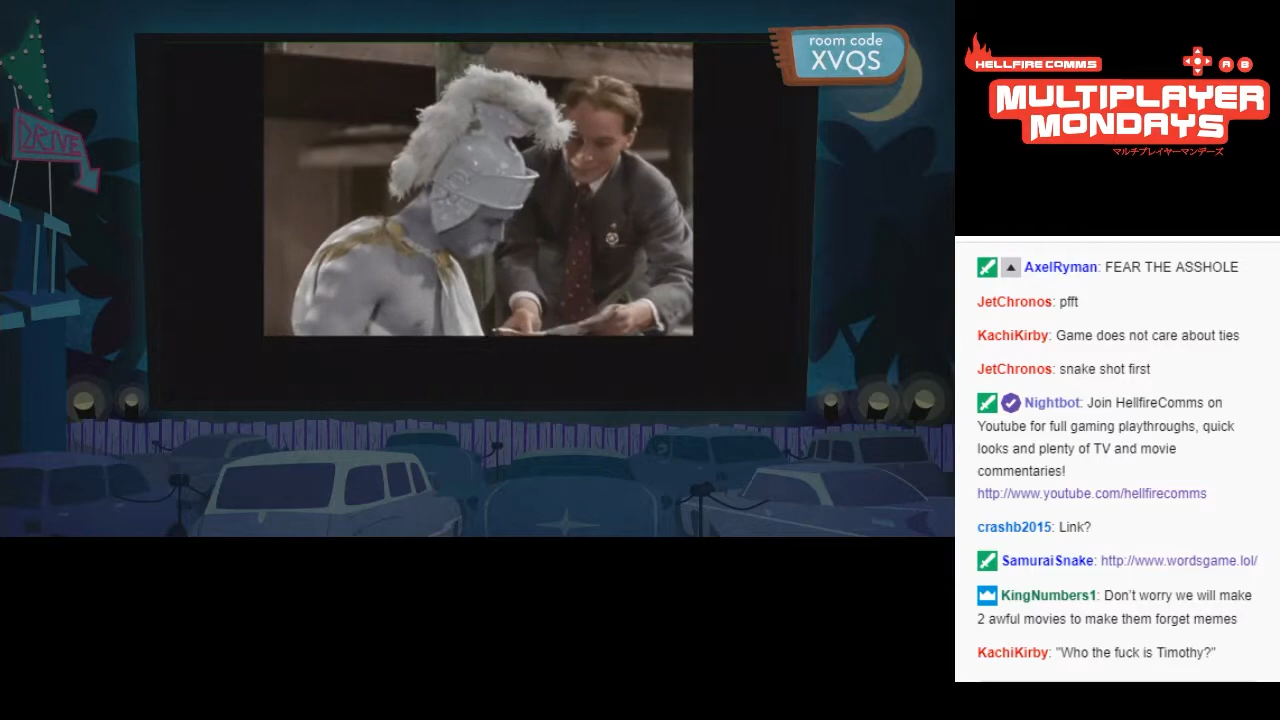 room code
XVQS
DRIVE
HELLFIRE COMMS
A B
MULTIPLAYER
MONDAYS
マルチプレイヤーマンデーズ
AxelRyman: FEAR THE ASSHOLE
JetChronos: pfft
KachiKirby: Game does not care about ties
JetChronos: snake shot first
Nightbot: Join HellfireComms on
Youtube for full gaming playthroughs, quick
looks and plenty of TV and movie
commentaries!
http://www.youtube.com/hellfirecomms
crashb2015: Link?
SamuraiSnake: http://www.wordsgame.lol/
KingNumbers1: Don't worry we will make
2 awful movies to make them forget memes
KachiKirby: "Who the fuck is Timothy?"